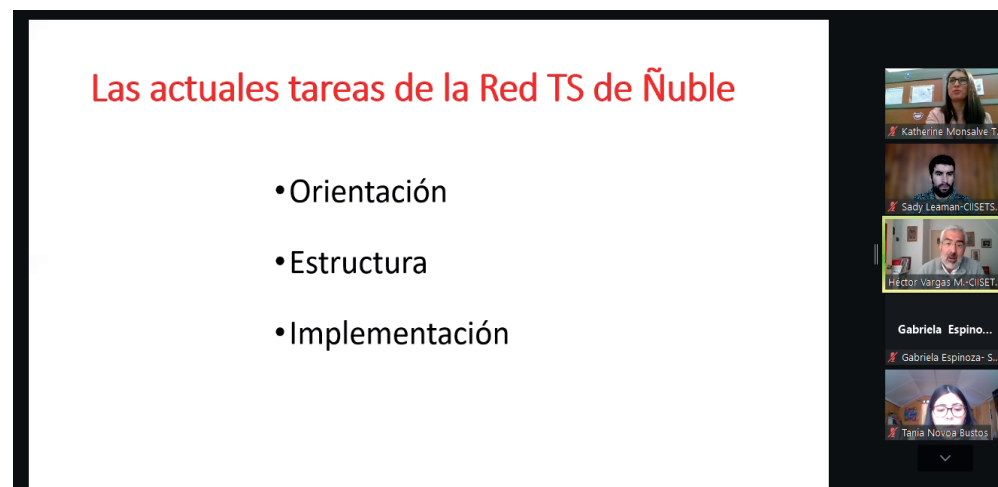 Las actuales tareas de la Red TS de Ñuble
•Orientación
•Estructura
•Implementación
Katherine Monsalve T.
Sady Leaman-CIISETS.
Héctor Vargas M.-CIISET.
Gabriela Espino...
Gabriela Espinoza- S..
Tania Novoa Bustos